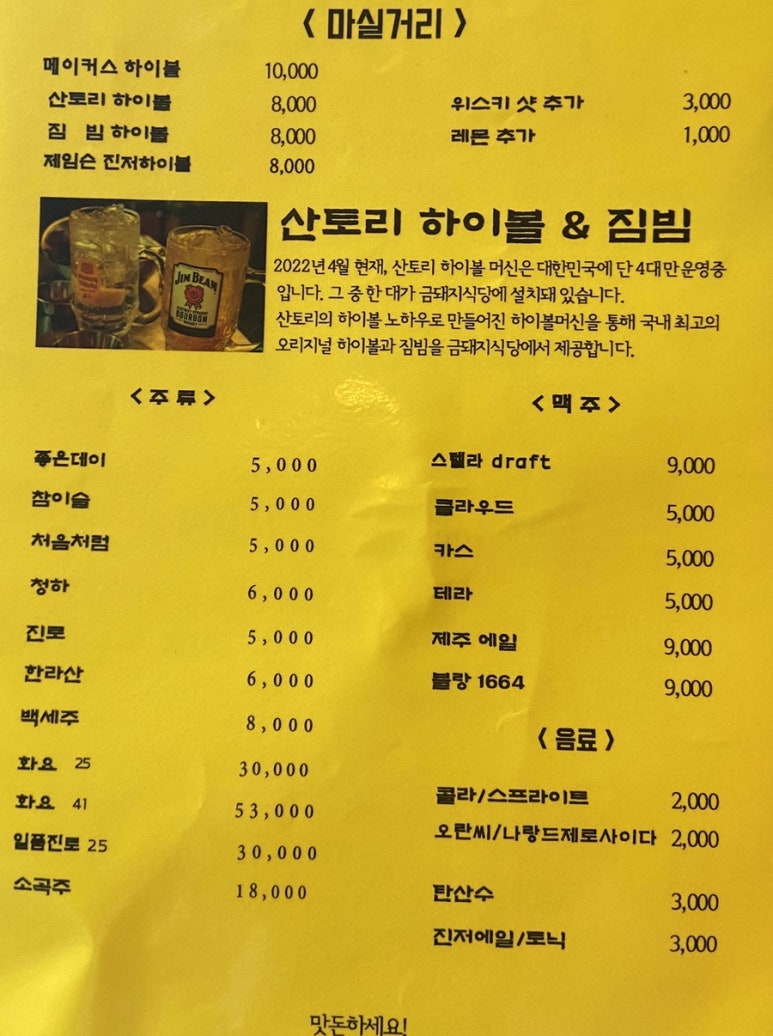 < 마실거리 >
메이커스 하이볼 10,000
산토리 하이볼 8,000
짐 빔 하이볼 8,000
제임슨 진저하이볼 8,000
위스키 샷 추가 3,000
레몬 추가 1,000
JIM BEAM
BOURBON
산토리 하이볼 & 짐빔
2022년 4월 현재, 산토리 하이볼 머신은 대한민국에 단 4대만 운영중
입니다. 그 중 한 대가 금돼지식당에 설치돼 있습니다.
산토리의 하이볼 노하우로 만들어진 하이볼머신을 통해 국내 최고의
오리지널 하이볼과 짐빔을 금돼지식당에서 제공합니다.
< 주 류 >
좋은데이 5,000
참이슬 5,000
처음처럼 5,000
청하 6,000
진로 5,000
한라산 6,000
백세주 8,000
화요 25 30,000
화요 41 53,000
일품진로 25 30,000
소곡주 18,000
< 맥 주 >
스텔라 draft 9,000
클라우드 5,000
카스 5,000
테라 5,000
제주 에일 9,000
블랑 1664 9,000
< 음료 >
콜라/스프라이트 2,000
오란씨/나랑드제로사이다 2,000
탄산수 3,000
진저에일/토닉 3,000
맛돈하세요!